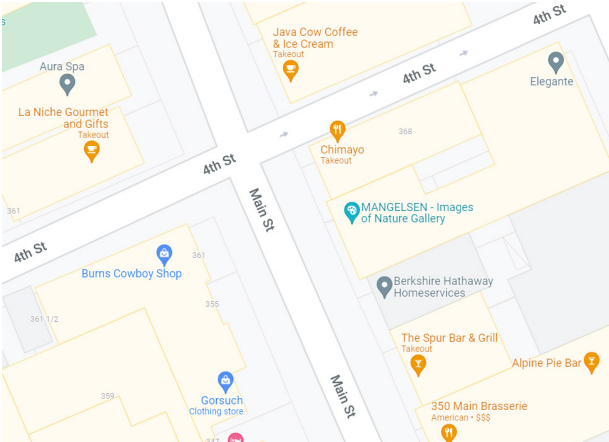 s
4th St
Java Cow Coffee
& Ice Cream
Takeout
4th St
Aura Spa
Elegante
La Niche Gourmet
and Gifts
Takeout
368
Chimayo
Takeout
4th St
361
Main St
MANGELSEN - Images
of Nature Gallery
4th St
361
Burns Cowboy Shop
Berkshire Hathaway
Homeservices
355
361 1/2
The Spur Bar & Grill
Takeout
Alpine Pie Bar
Gorsuch
Clothing store
Main St
359
350 Main Brasserie
American • $$$
347